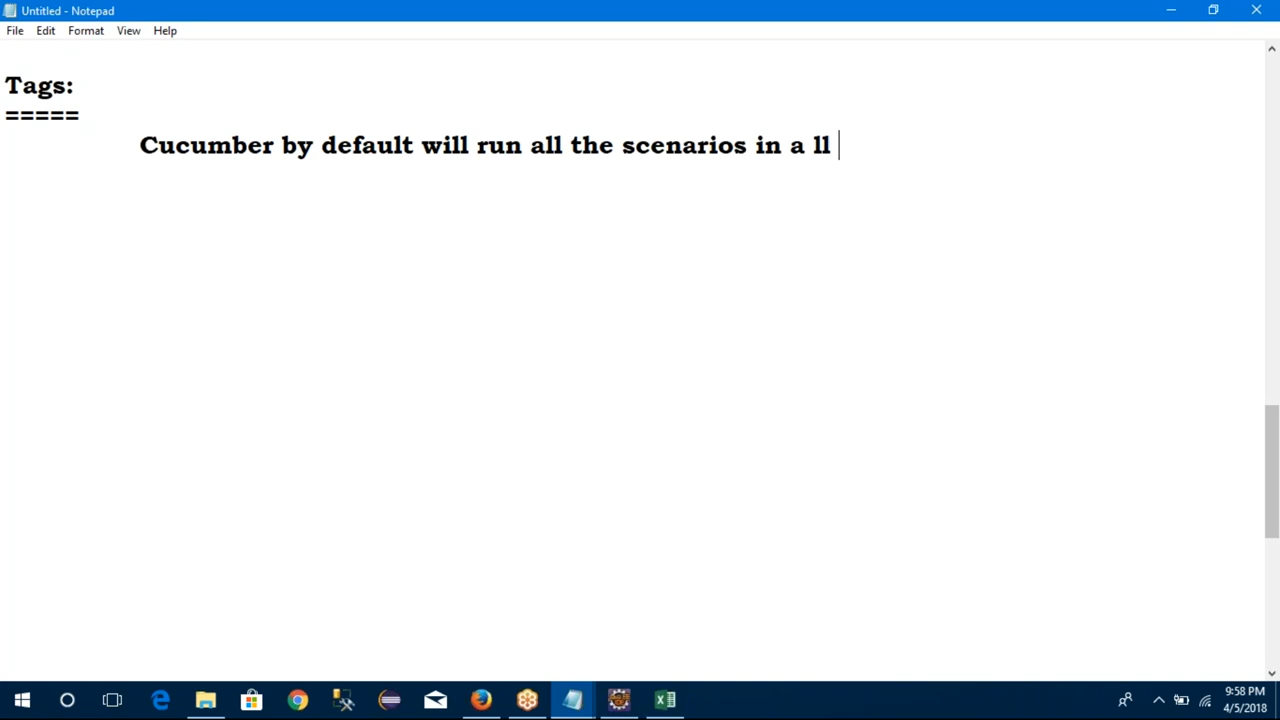 Untitled - Notepad
File Edit Format View Help
Tags:
=====
Cucumber by default will run all the scenarios in a ll
9:58 PM
4/5/2018